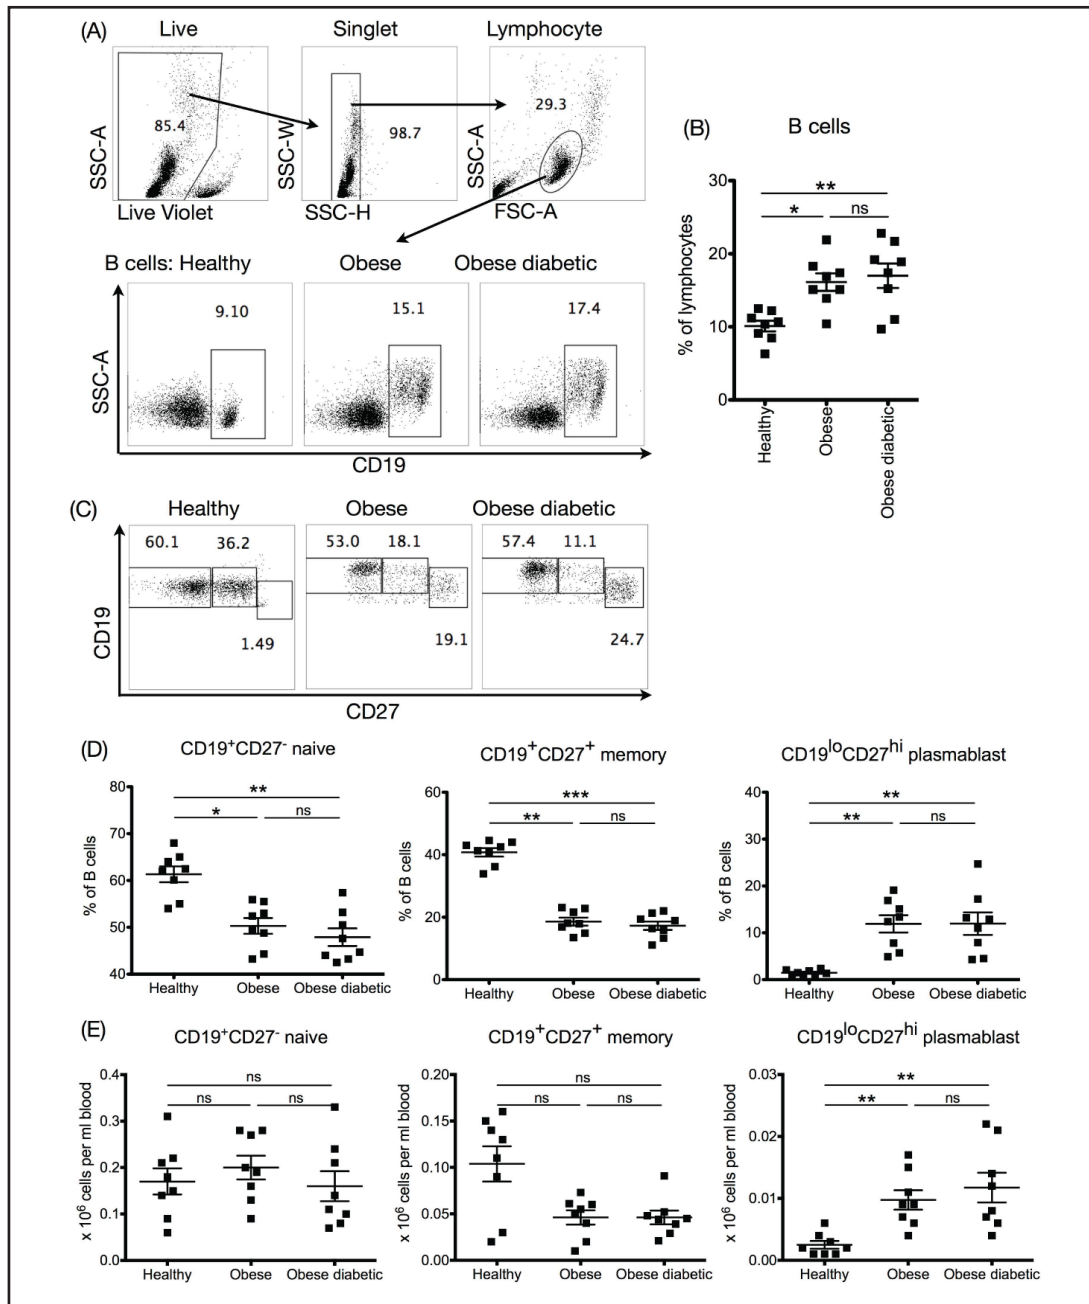 (A)
Live
Singlet
Lymphocyte
85.4
98.7
29.3
SSC-A
SSC-W
SSC-A
Live Violet
SSC-H
FSC-A
B cells: Healthy
Obese
Obese diabetic
9.10
15.1
17.4
SSC-A
CD19
(B)
B cells
30
20
10
0
% of lymphocytes
**
*
ns
Healthy
Obese
Obese diabetic
(C)
Healthy
Obese
Obese diabetic
60.1 36.2
53.0 18.1
57.4 11.1
1.49
19.1
24.7
CD19
CD27
(D)
CD19+CD27- naive
80
70
60
50
40
% of B cells
**
*
ns
Healthy Obese Obese diabetic
CD19+CD27+ memory
60
40
20
0
% of B cells
***
**
ns
Healthy Obese Obese diabetic
CD19loCD27hi plasmablast
40
30
20
10
0
% of B cells
**
**
ns
Healthy Obese Obese diabetic
(E)
CD19+CD27- naive
0.4
0.3
0.2
0.1
0.0
x 10⁶ cells per ml blood
ns
ns
ns
Healthy Obese Obese diabetic
CD19+CD27+ memory
0.20
0.15
0.10
0.05
0.00
x 10⁶ cells per ml blood
ns
ns
ns
Healthy Obese Obese diabetic
CD19loCD27hi plasmablast
0.03
0.02
0.01
0.00
x 10⁶ cells per ml blood
**
**
ns
Healthy Obese Obese diabetic